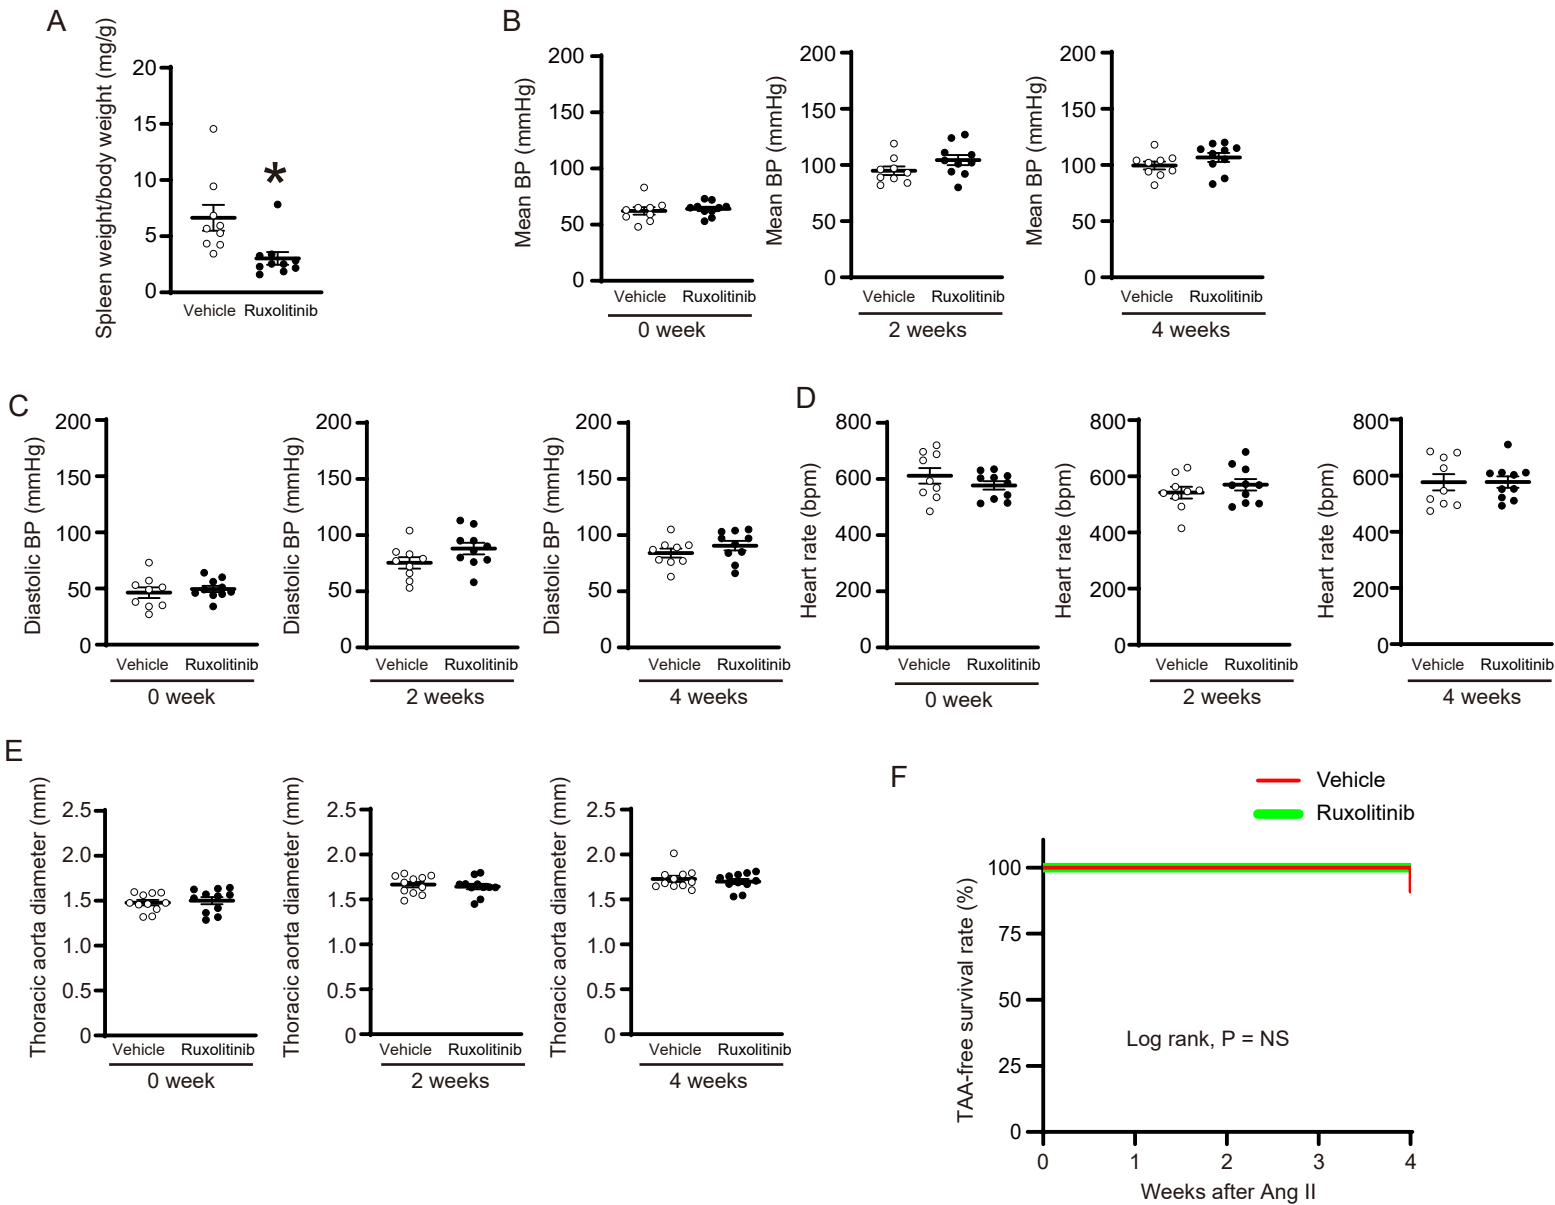 A
Spleen weight/body weight (mg/g)
20
15
10
5
0
*
Vehicle Ruxolitinib
B
Mean BP (mmHg)
200
150
100
50
0
Vehicle Ruxolitinib
0 week
Mean BP (mmHg)
200
150
100
50
0
Vehicle Ruxolitinib
2 weeks
Mean BP (mmHg)
200
150
100
50
0
Vehicle Ruxolitinib
4 weeks
C
Diastolic BP (mmHg)
200
150
100
50
0
Vehicle Ruxolitinib
0 week
Diastolic BP (mmHg)
200
150
100
50
0
Vehicle Ruxolitinib
2 weeks
Diastolic BP (mmHg)
200
150
100
50
0
Vehicle Ruxolitinib
4 weeks
D
Heart rate (bpm)
800
600
400
200
0
Vehicle Ruxolitinib
0 week
Heart rate (bpm)
800
600
400
200
0
Vehicle Ruxolitinib
2 weeks
Heart rate (bpm)
800
600
400
200
0
Vehicle Ruxolitinib
4 weeks
E
Thoracic aorta diameter (mm)
2.5
2.0
1.5
1.0
0.5
0
Vehicle Ruxolitinib
0 week
Thoracic aorta diameter (mm)
2.5
2.0
1.5
1.0
0.5
0
Vehicle Ruxolitinib
2 weeks
Thoracic aorta diameter (mm)
2.5
2.0
1.5
1.0
0.5
0
Vehicle Ruxolitinib
4 weeks
F
Vehicle
Ruxolitinib
TAA-free survival rate (%)
100
75
50
25
0
Log rank, P = NS
0 1 2 3 4
Weeks after Ang II